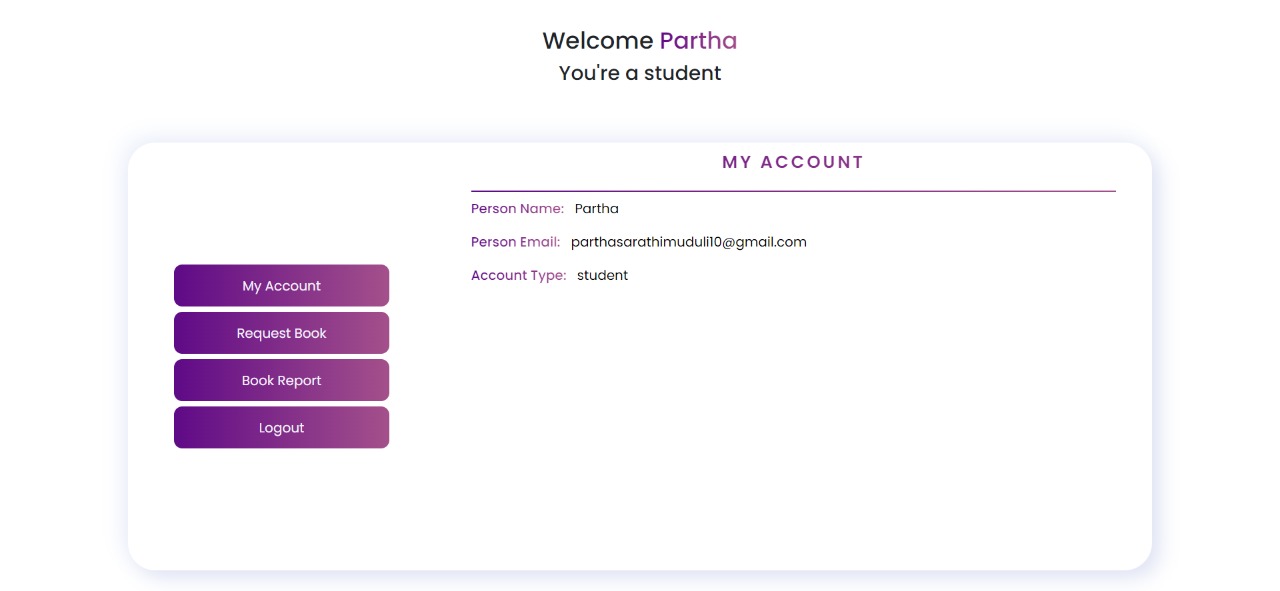 Welcome Partha
You're a student
MY ACCOUNT
Person Name: Partha
Person Email: parthasarathimuduli10@gmail.com
Account Type: student
My Account
Request Book
Book Report
Logout